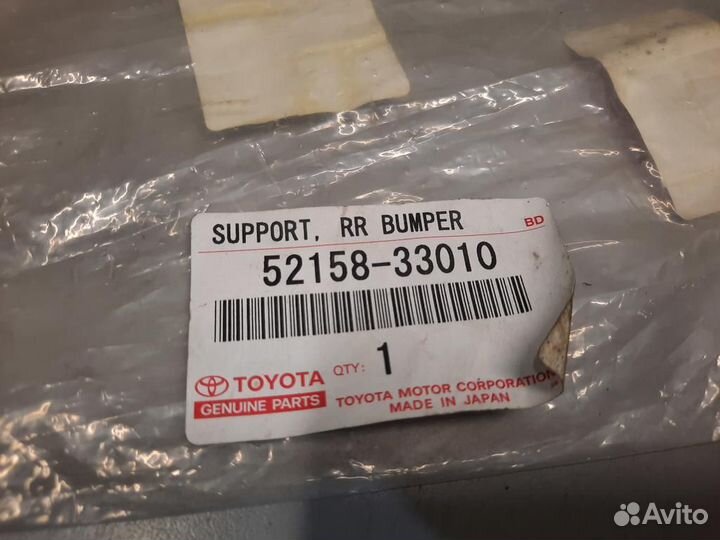 SUPPORT, RR BUMPER BD
52158-33010
TOYOTA QTY: 1
GENUINE PARTS TOYOTA MOTOR CORPORATION
MADE IN JAPAN
Avito